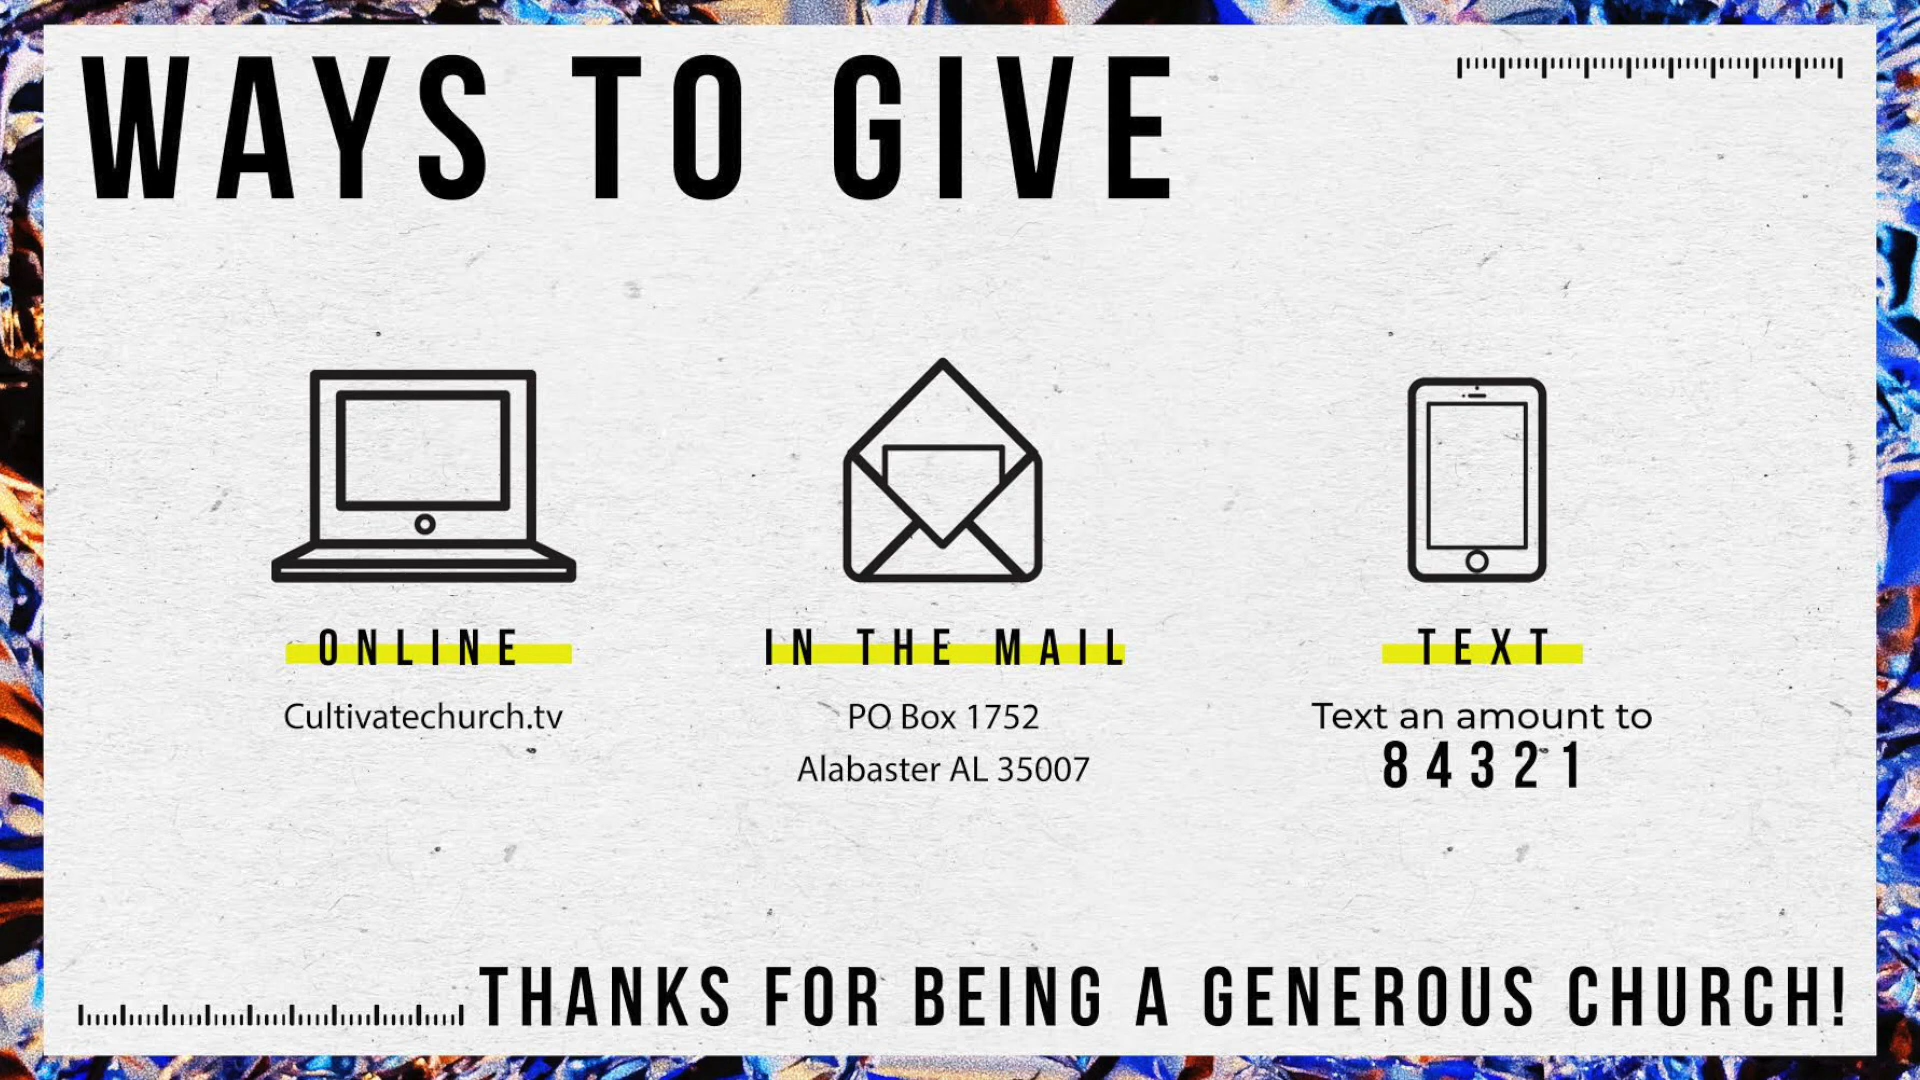 WAYS TO GIVE
ONLINE
Cultivatechurch.tv
IN THE MAIL
PO Box 1752
Alabaster AL 35007
TEXT
Text an amount to
84321
THANKS FOR BEING A GENEROUS CHURCH!